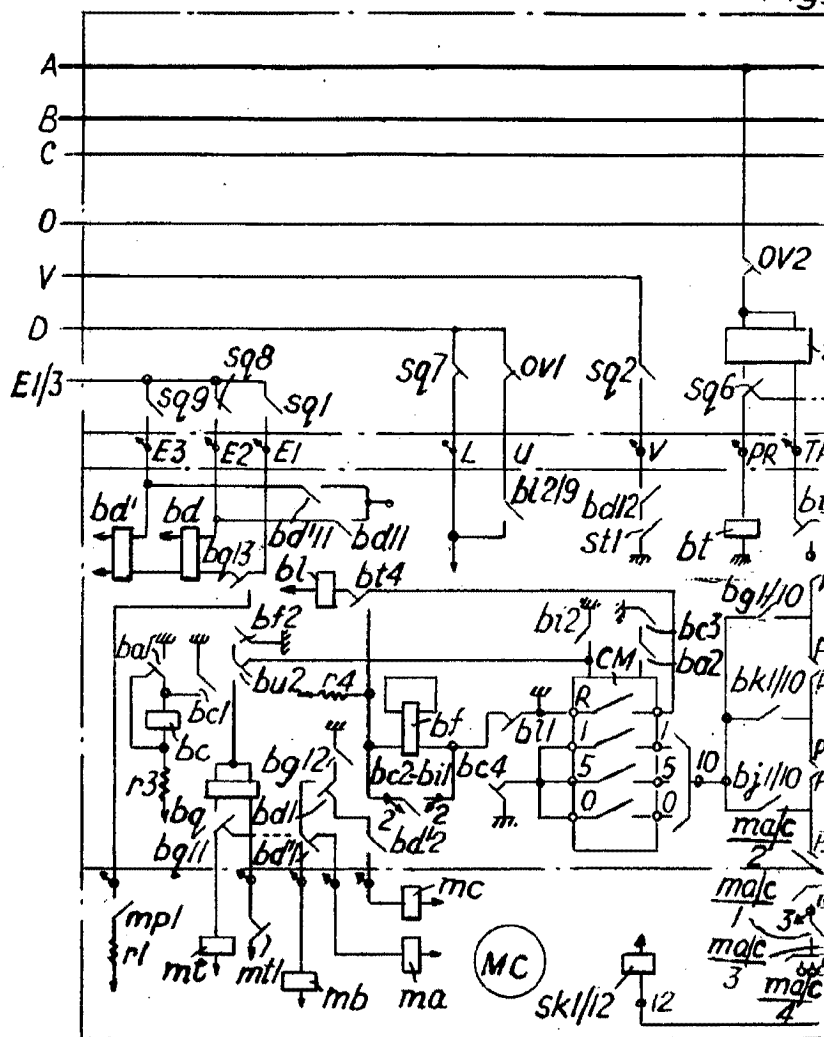 A
B
C
O
V
D
E1/3
OV2
sq8
sq9
sq1
sq7
ov1
sq2
sq6
E3
E2
E1
L
u
V
PR
bl2/9
bd12
st1
bt
bd'
bd
bq13
bd'11
bd11
bl
bt4
bg1/10
bf2
bi2
bc3
ba2
CM
bc1
bu2
r4
bc
bf
R
bk1/10
r3
bg12
bc2-bi1
bc4
1
1
5
5
10
0
0
bj1/10
bq
bd1
2
2
bd'2
bq11
bd'1
ma/c
2
mp1
r1
mc
ma/c
1
3
mt1
mb
ma
MC
sk1/12
12
ma/c
3
ma/c
4